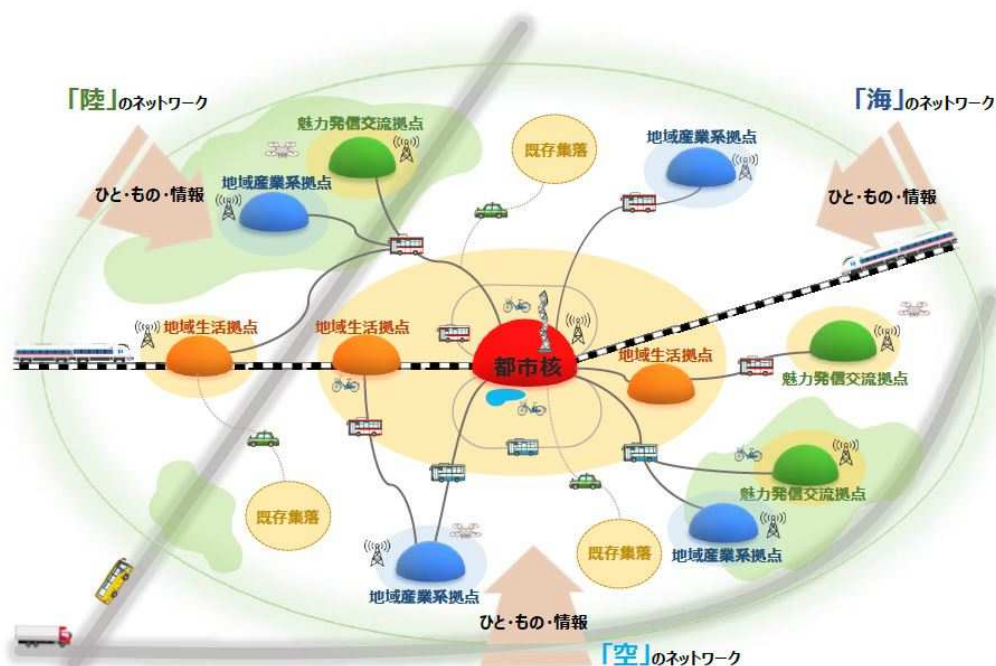 「陸」のネットワーク
「海」のネットワーク
魅力発信交流拠点
既存集落
地域産業系拠点
地域産業系拠点
ひと・もの・情報
ひと・もの・情報
地域生活拠点
地域生活拠点
都市核
地域生活拠点
魅力発信交流拠点
既存集落
魅力発信交流拠点
既存集落
地域産業系拠点
地域産業系拠点
ひと・もの・情報
「空」のネットワーク